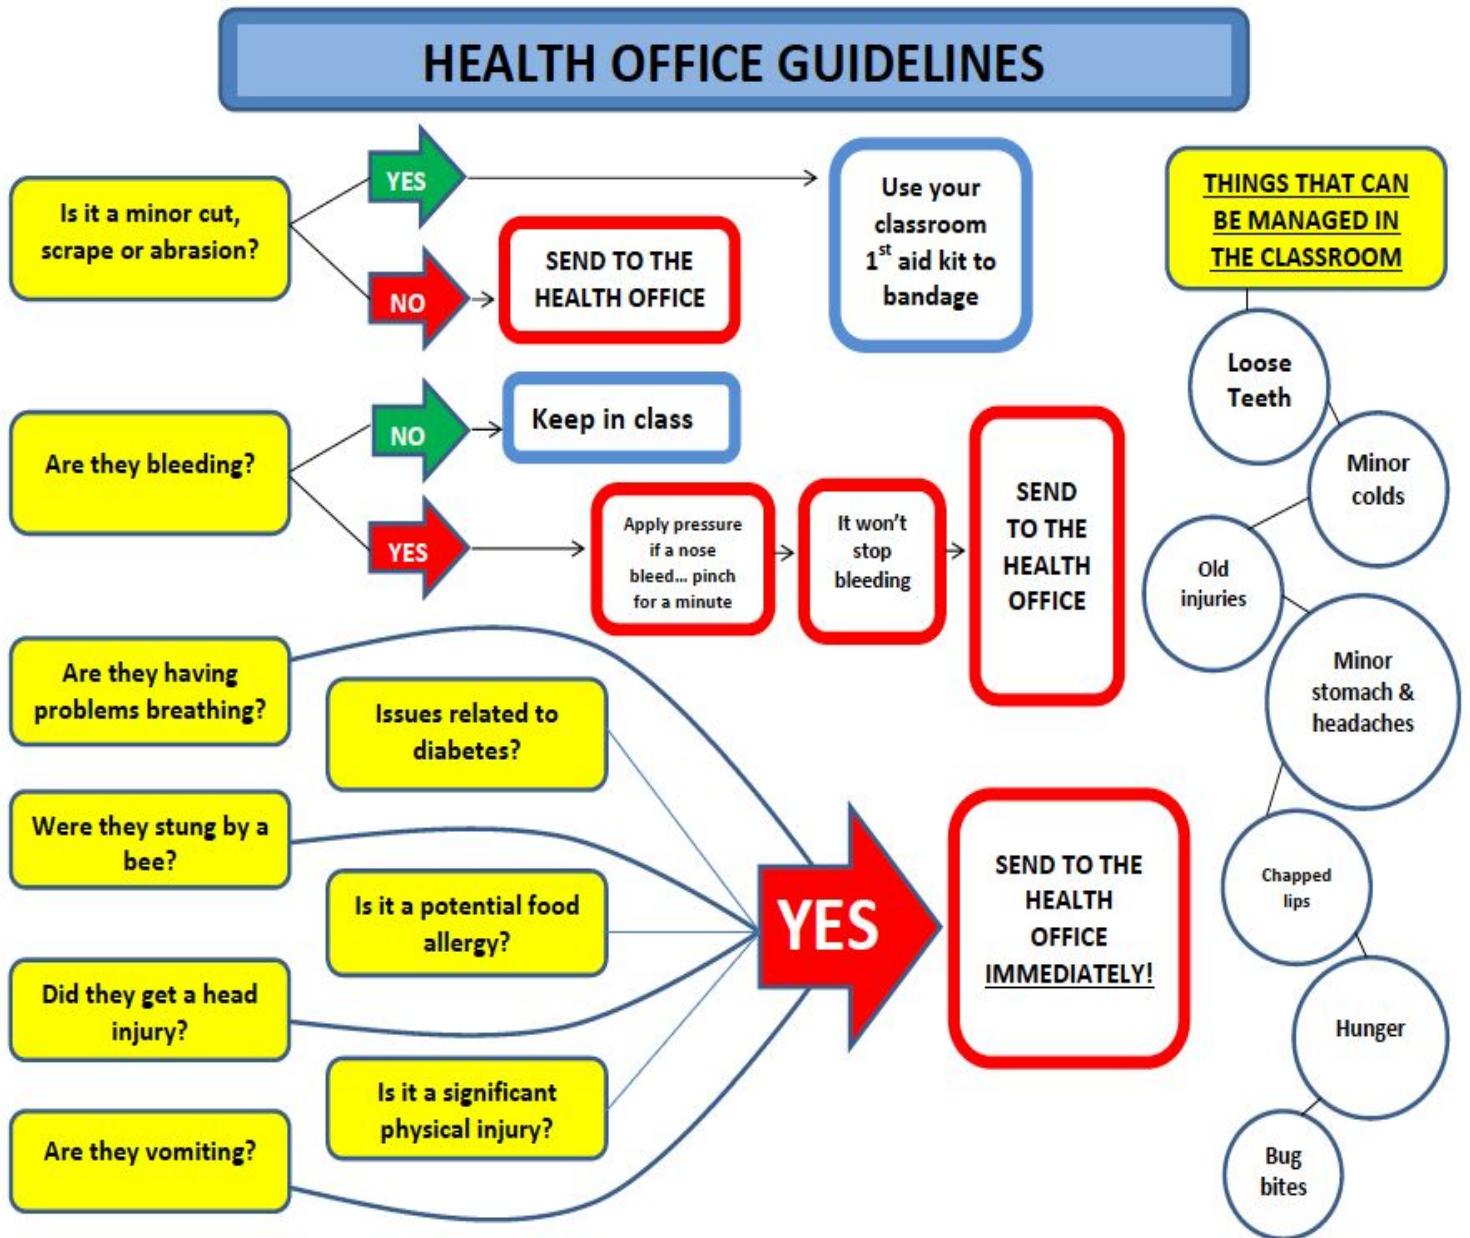 HEALTH OFFICE GUIDELINES
Is it a minor cut,
scrape or abrasion?
YES
NO
SEND TO THE
HEALTH OFFICE
Use your
classroom
1st aid kit to
bandage
Are they bleeding?
NO
Keep in class
YES
Apply pressure
if a nose
bleed... pinch
for a minute
It won't
stop
bleeding
SEND
TO THE
HEALTH
OFFICE
Are they having
problems breathing?
Issues related to
diabetes?
Were they stung by a
bee?
Is it a potential food
allergy?
Did they get a head
injury?
Is it a significant
physical injury?
Are they vomiting?
YES
SEND TO THE
HEALTH
OFFICE
IMMEDIATELY!
THINGS THAT CAN
BE MANAGED IN
THE CLASSROOM
Loose
Teeth
Minor
colds
Old
injuries
Minor
stomach &
headaches
Chapped
lips
Hunger
Bug
bites